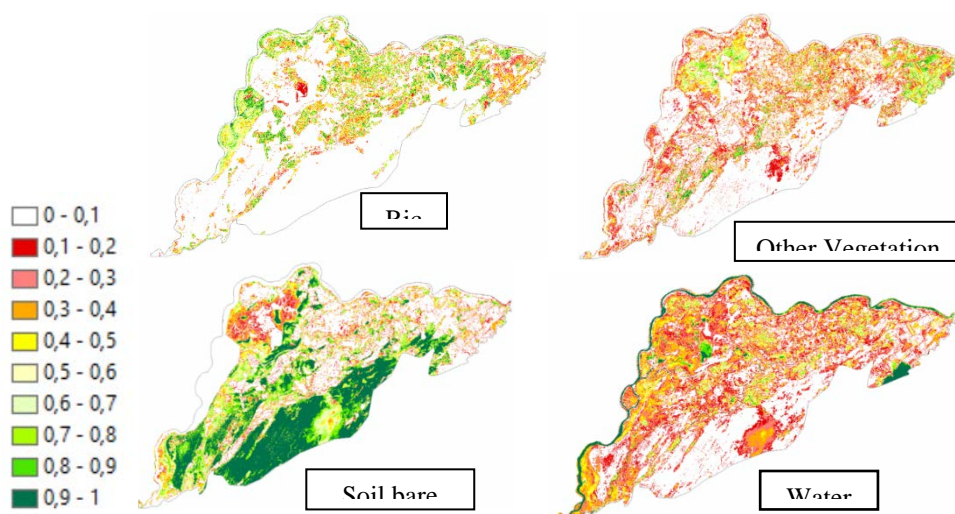 Other Vegetation
0 - 0,1
0,1 - 0,2
0,2 - 0,3
0,3 - 0,4
0,4 - 0,5
0,5 - 0,6
0,6 - 0,7
0,7 - 0,8
0,8 - 0,9
0,9 - 1
Soil bare
Water